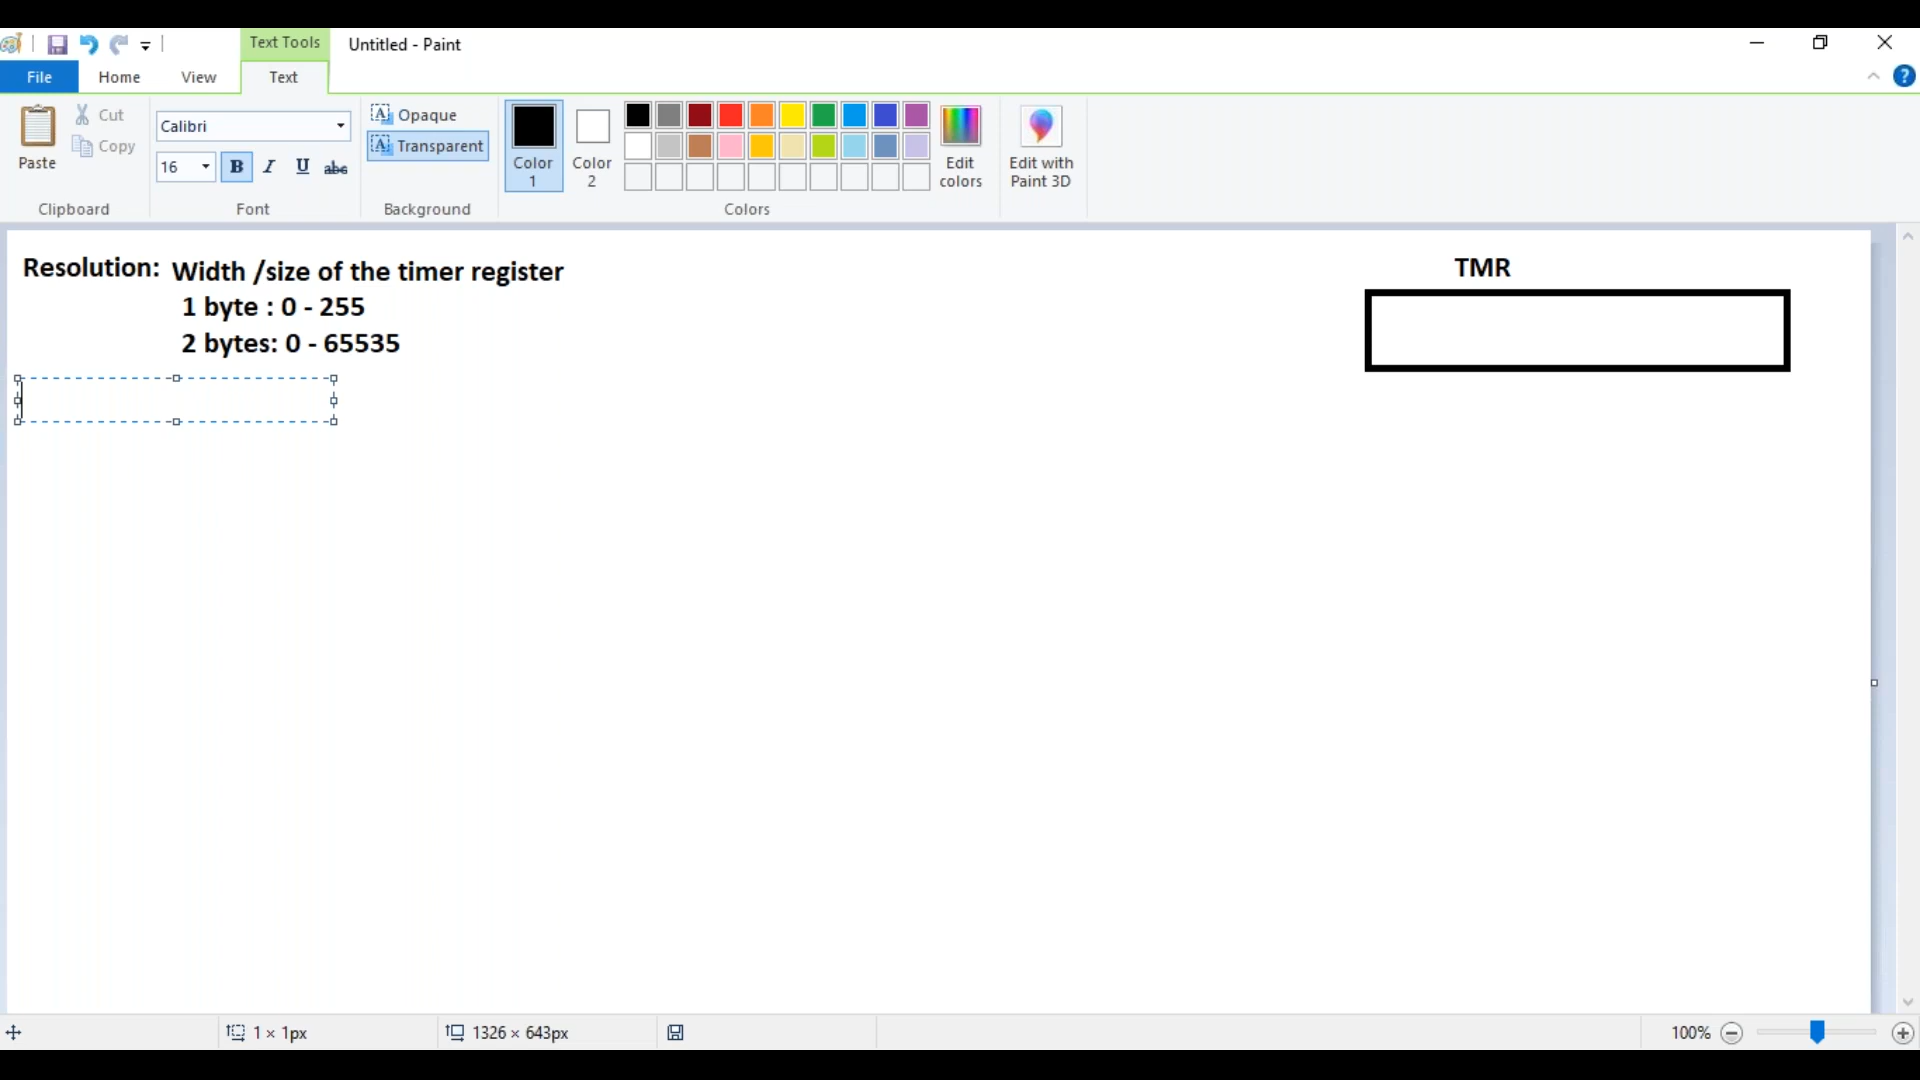 Text Tools
Untitled - Paint
File
Home
View
Text
Paste
Cut
Copy
Clipboard
Calibri
16
B
I
U
abc
Font
Opaque
Transparent
Background
Color
1
Color
2
Colors
Edit
colors
Edit with
Paint 3D
Resolution: Width /size of the timer register
1 byte : 0 - 255
2 bytes: 0 - 65535
TMR
1 × 1px
1326 × 643px
100%